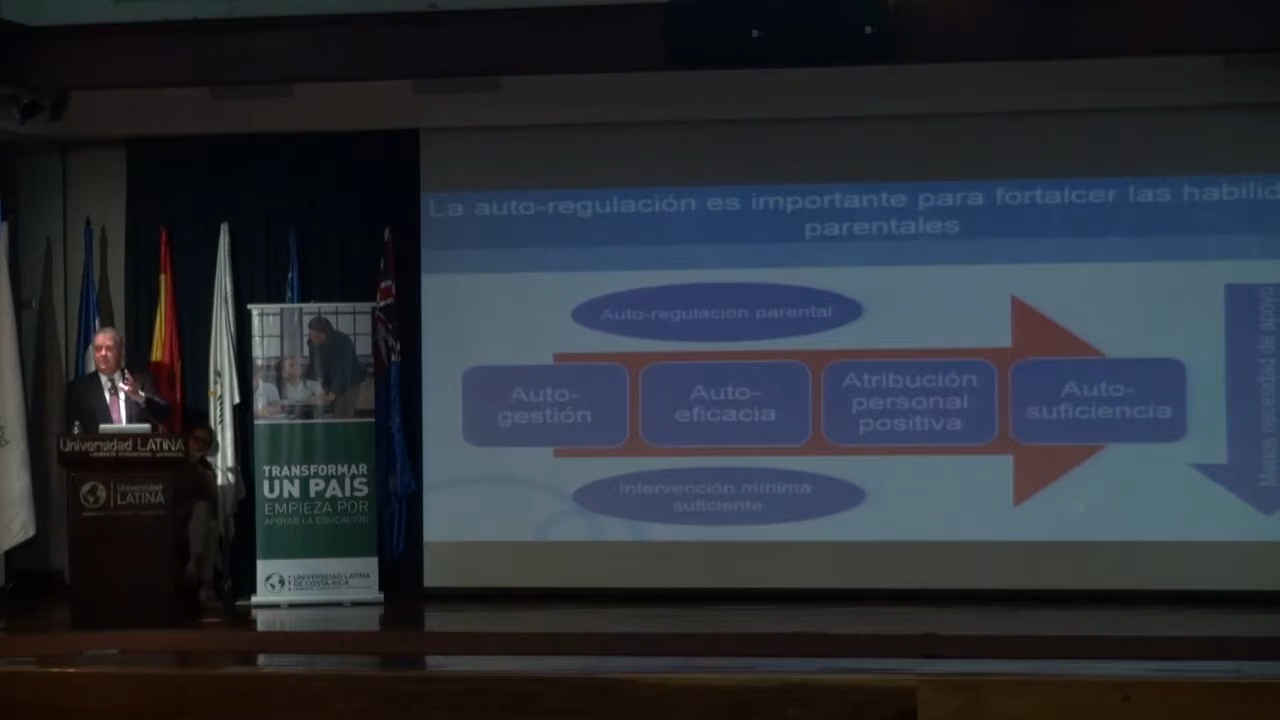 La auto-regulación es importante para fortalcer las habilid
parentales
Auto-regulación parental
Auto-
gestión
Auto-
eficacia
Atribución
personal
positiva
Auto-
suficiencia
Intervención mínima
suficiente
Menos necesidad de apoyo
Universidad LATINA
Universidad
LATINA
TRANSFORMAR
UN PAÍS
EMPIEZA POR
APOYAR LA EDUCACIÓN
UNIVERSIDAD LATINA
DE COSTA RICA